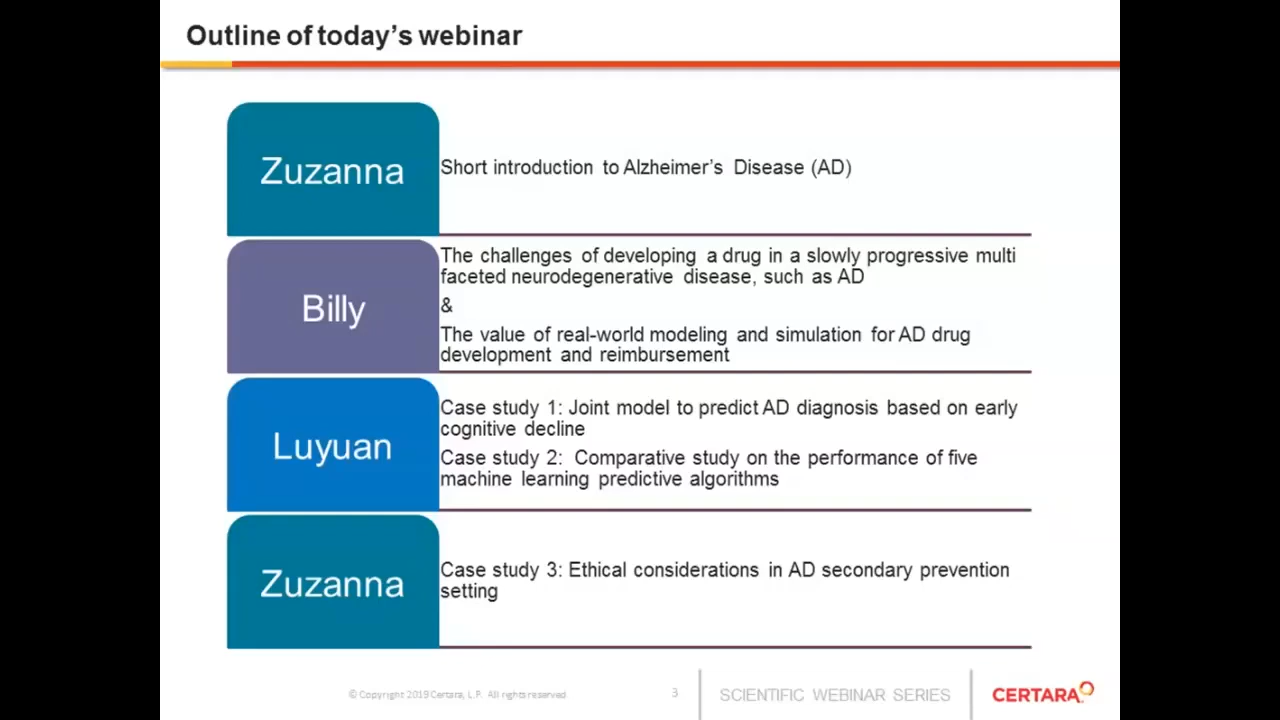 Outline of today's webinar
Zuzanna
Short introduction to Alzheimer's Disease (AD)
Billy
The challenges of developing a drug in a slowly progressive multi
faceted neurodegenerative disease, such as AD
&
The value of real-world modeling and simulation for AD drug
development and reimbursement
Luyuan
Case study 1: Joint model to predict AD diagnosis based on early
cognitive decline
Case study 2: Comparative study on the performance of five
machine learning predictive algorithms
Zuzanna
Case study 3: Ethical considerations in AD secondary prevention
setting
© Copyright 2019 Certara, L.P. All rights reserved
3
SCIENTIFIC WEBINAR SERIES
CERTARA